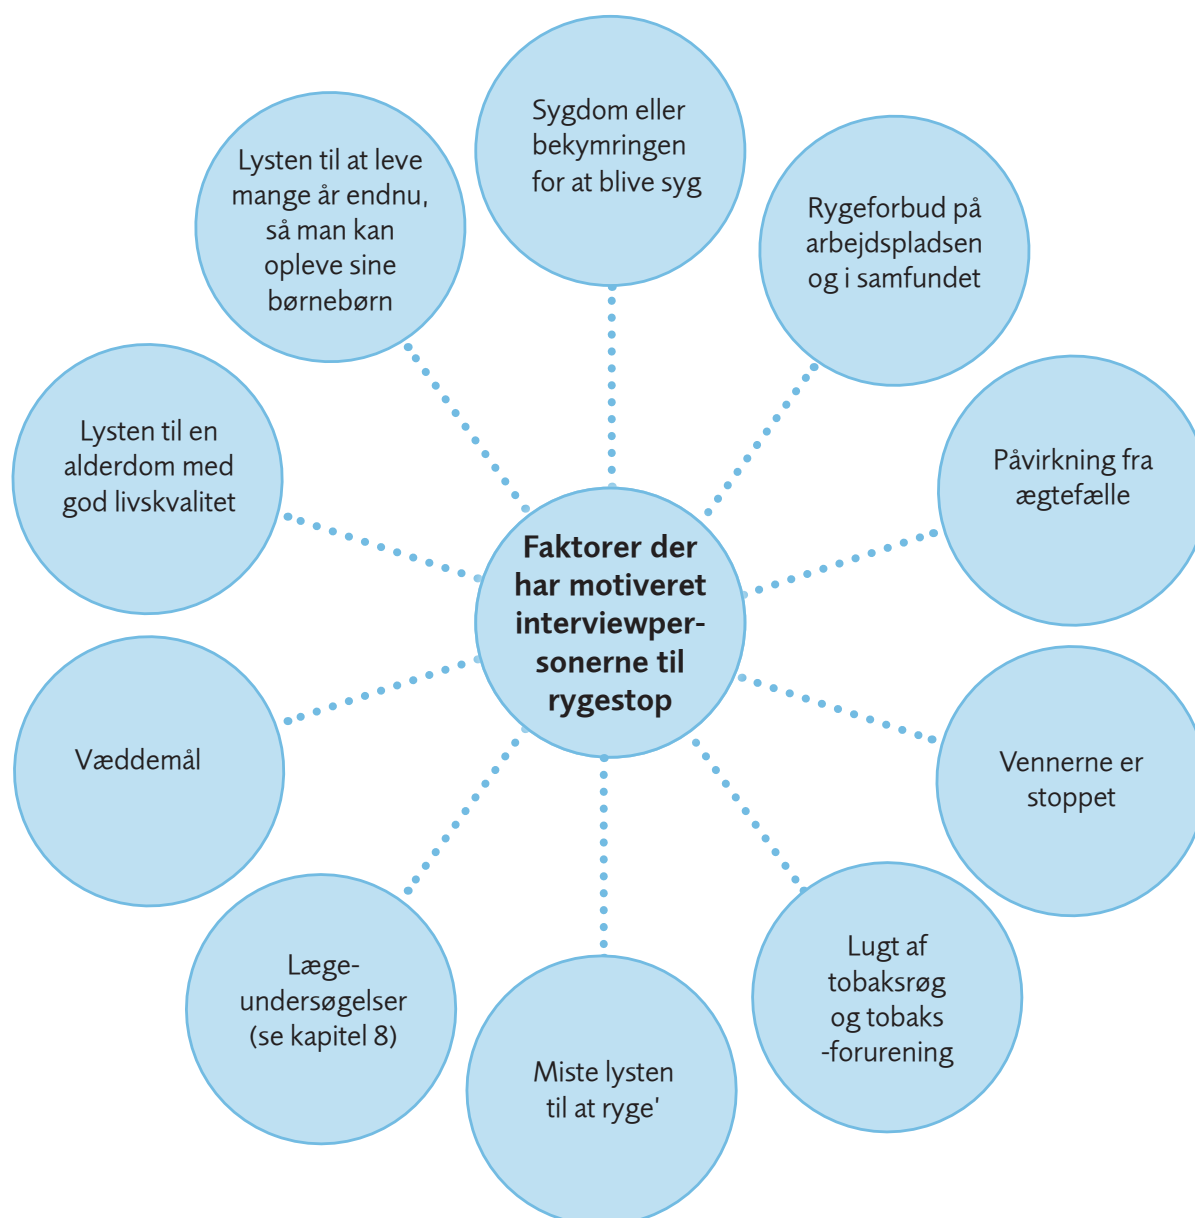 Sygdom eller
bekymringen
for at blive syg
Lysten til at leve
mange år endnu,
så man kan
opleve sine
børnebørn
Rygeforbud på
arbejdspladsen
og i samfundet
Lysten til en
alderdom med
god livskvalitet
Påvirkning fra
ægtefælle
Faktorer der
har motiveret
interviewper-
sonerne til
rygestop
Væddemål
Vennerne er
stoppet
Læge-
undersøgelser
(se kapitel 8)
Lugt af
tobaksrøg
og tobaks
-forurening
Miste lysten
til at ryge'